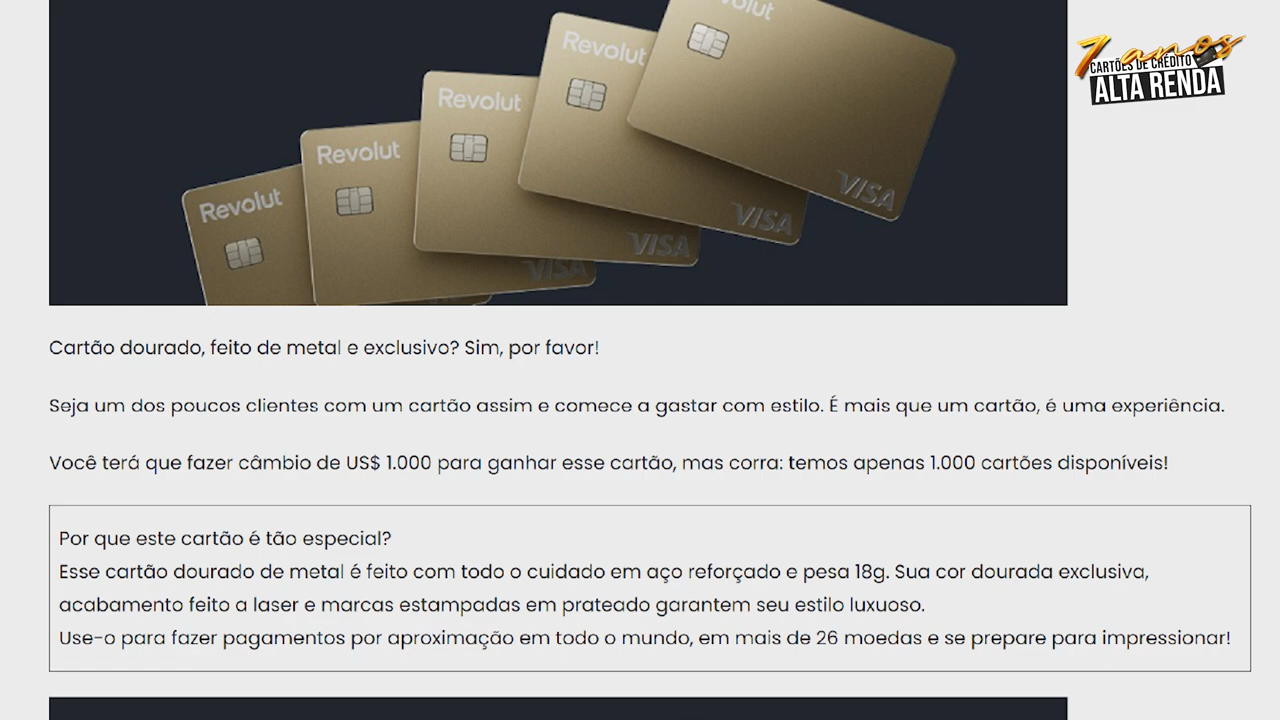 Revolut
7 anos
CARTÕES DE CRÉDITO
ALTA RENDA
Revolut
Revolut
Revolut
Revolut
VISA
VISA
VISA
VISA
Cartão dourado, feito de metal e exclusivo? Sim, por favor!
Seja um dos poucos clientes com um cartão assim e comece a gastar com estilo. É mais que um cartão, é uma experiência.
Você terá que fazer câmbio de US$ 1.000 para ganhar esse cartão, mas corra: temos apenas 1.000 cartões disponíveis!
Por que este cartão é tão especial?
Esse cartão dourado de metal é feito com todo o cuidado em aço reforçado e pesa 18g. Sua cor dourada exclusiva,
acabamento feito a laser e marcas estampadas em prateado garantem seu estilo luxuoso.
Use-o para fazer pagamentos por aproximação em todo o mundo, em mais de 26 moedas e se prepare para impressionar!